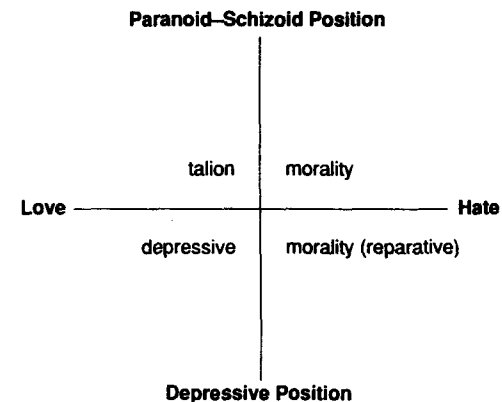 Paranoid–Schizoid Position
talion morality
Love Hate
depressive morality (reparative)
Depressive Position